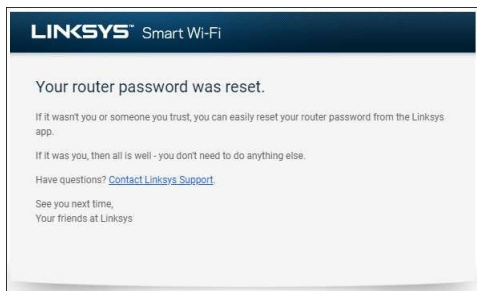 LINKSYS™ Smart Wi-Fi
Your router password was reset.
If it wasn't you or someone you trust, you can easily reset your router password from the Linksys
app.
If it was you, then all is well - you don't need to do anything else.
Have questions? Contact Linksys Support.
See you next time,
Your friends at Linksys